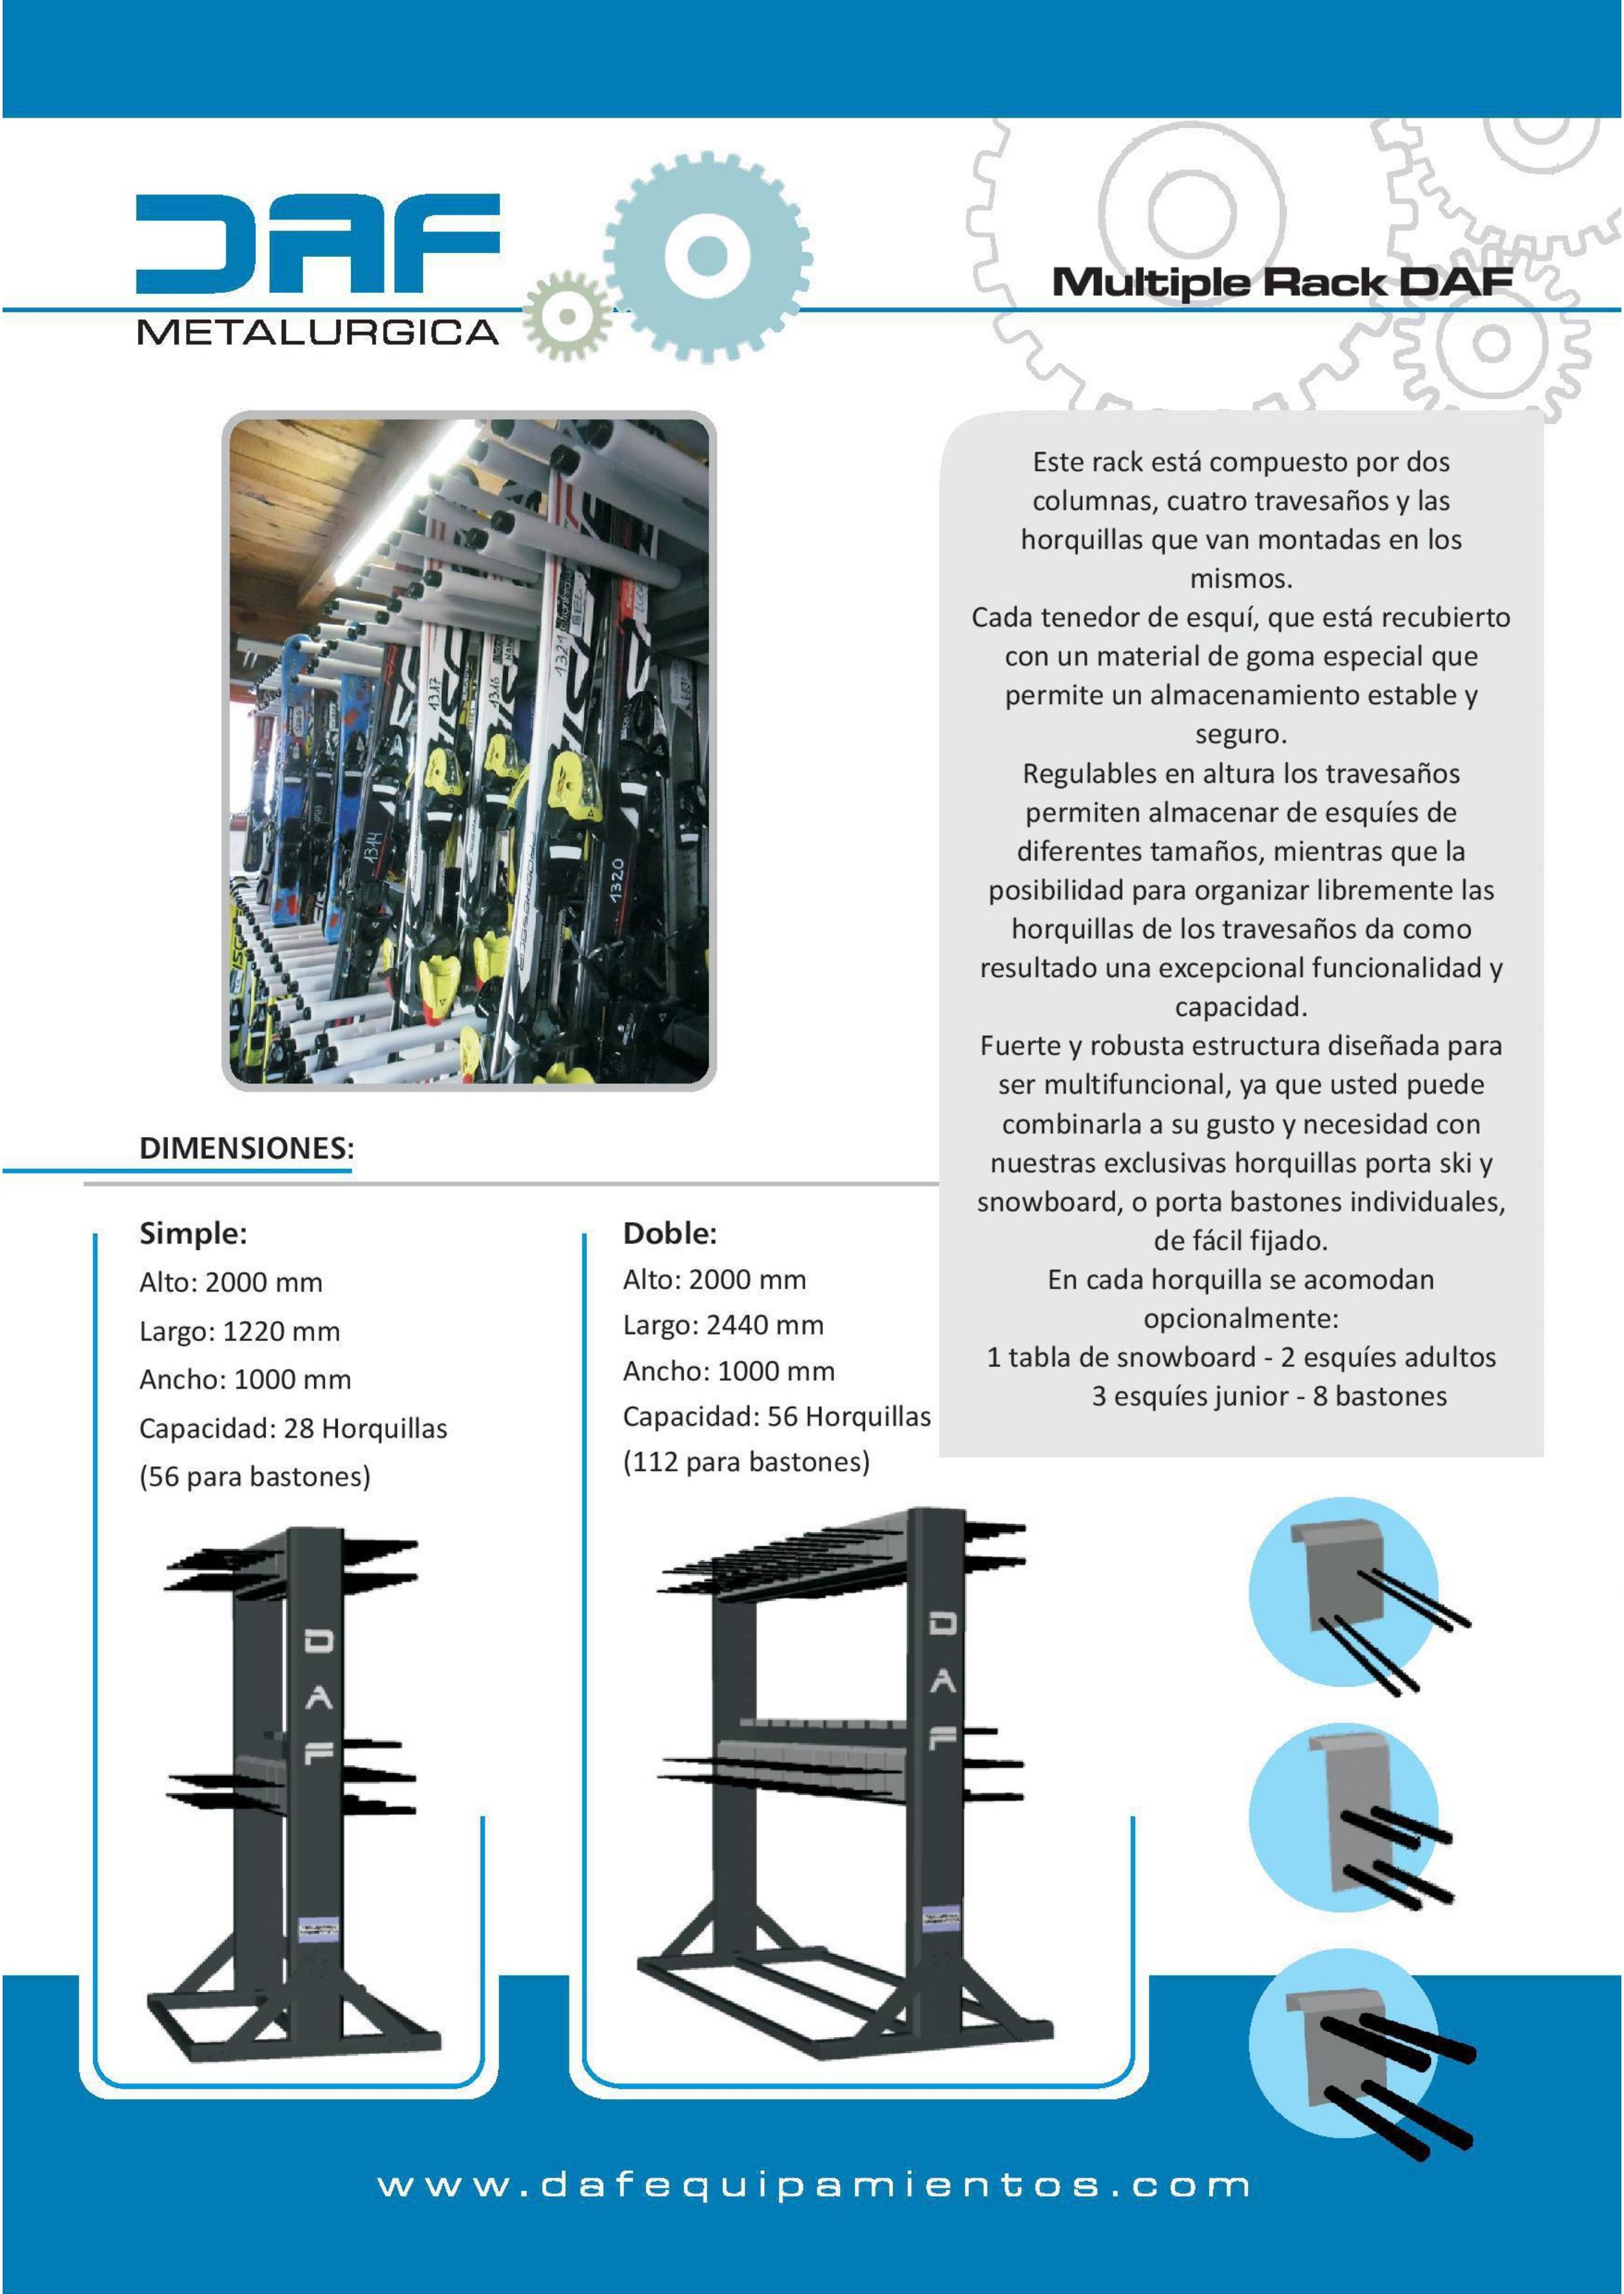 DAF
METALURGICA
Multiple Rack DAF
Este rack está compuesto por dos
columnas, cuatro travesaños y las
horquillas que van montadas en los
mismos.
Cada tenedor de esquí, que está recubierto
con un material de goma especial que
permite un almacenamiento estable y
seguro.
Regulables en altura los travesaños
permiten almacenar de esquíes de
diferentes tamaños, mientras que la
posibilidad para organizar libremente las
horquillas de los travesaños da como
resultado una excepcional funcionalidad y
capacidad.
Fuerte y robusta estructura diseñada para
ser multifuncional, ya que usted puede
combinarla a su gusto y necesidad con
nuestras exclusivas horquillas porta ski y
snowboard, o porta bastones individuales,
de fácil fijado.
En cada horquilla se acomodan
opcionalmente:
1 tabla de snowboard - 2 esquíes adultos
3 esquíes junior - 8 bastones
1317
1316
1321
1314
1320
DIMENSIONES:
Simple:
Alto: 2000 mm
Largo: 1220 mm
Ancho: 1000 mm
Capacidad: 28 Horquillas
(56 para bastones)
Doble:
Alto: 2000 mm
Largo: 2440 mm
Ancho: 1000 mm
Capacidad: 56 Horquillas
(112 para bastones)
D
A
F
D
A
F
www.dafequipamientos.com